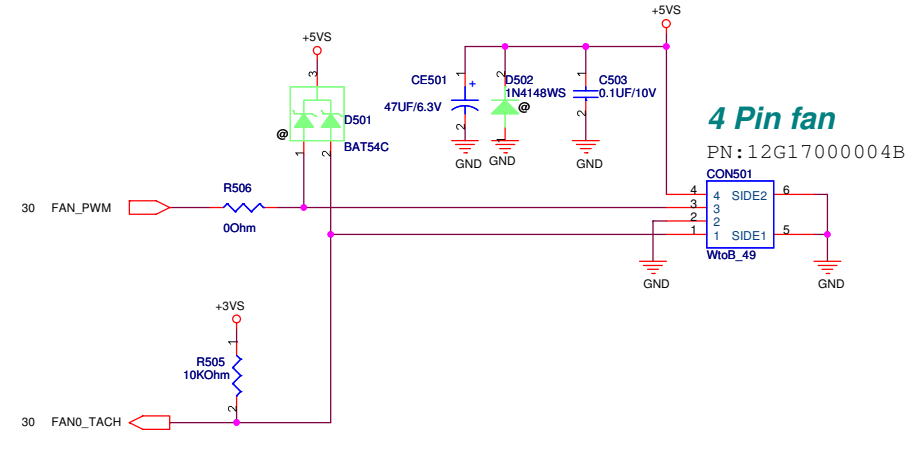 +5VS
+5VS
3
1
2
D501
@
BAT54C
CE501
1
+
47UF/6.3V
2
GND
2
D502
1N4148WS
@
1
GND
1
C503
0.1UF/10V
2
GND
4 Pin fan
PN:12G17000004B
CON501
4 4 SIDE2 6
3 3
2 2
1 1 SIDE1 5
WtoB_49
GND
GND
30 FAN_PWM
R506
0Ohm
+3VS
1
R505
10KOhm
2
30 FAN0_TACH